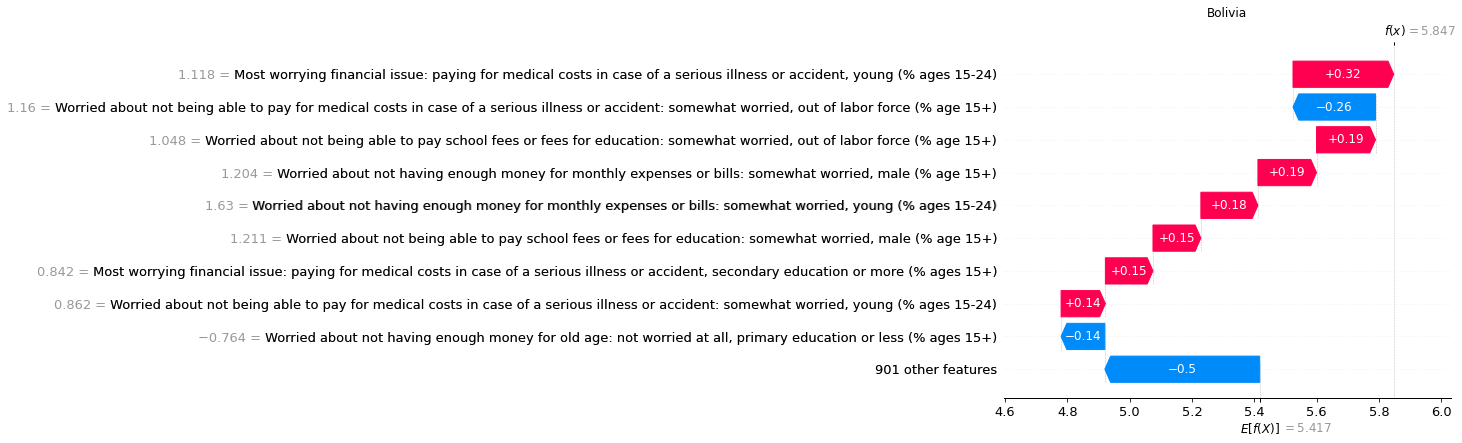 Bolivia
f(x) = 5.847
1.118 = Most worrying financial issue: paying for medical costs in case of a serious illness or accident, young (% ages 15-24)
+0.32
1.16 = Worried about not being able to pay for medical costs in case of a serious illness or accident: somewhat worried, out of labor force (% age 15+)
−0.26
1.048 = Worried about not being able to pay school fees or fees for education: somewhat worried, out of labor force (% age 15+)
+0.19
1.204 = Worried about not having enough money for monthly expenses or bills: somewhat worried, male (% age 15+)
+0.19
1.63 = Worried about not having enough money for monthly expenses or bills: somewhat worried, young (% ages 15-24)
+0.18
1.211 = Worried about not being able to pay school fees or fees for education: somewhat worried, male (% age 15+)
+0.15
0.842 = Most worrying financial issue: paying for medical costs in case of a serious illness or accident, secondary education or more (% ages 15+)
+0.15
0.862 = Worried about not being able to pay for medical costs in case of a serious illness or accident: somewhat worried, young (% ages 15-24)
+0.14
−0.764 = Worried about not having enough money for old age: not worried at all, primary education or less (% ages 15+)
−0.14
901 other features
−0.5
4.6 4.8 5.0 5.2 5.4 5.6 5.8 6.0
E[f(X)] = 5.417